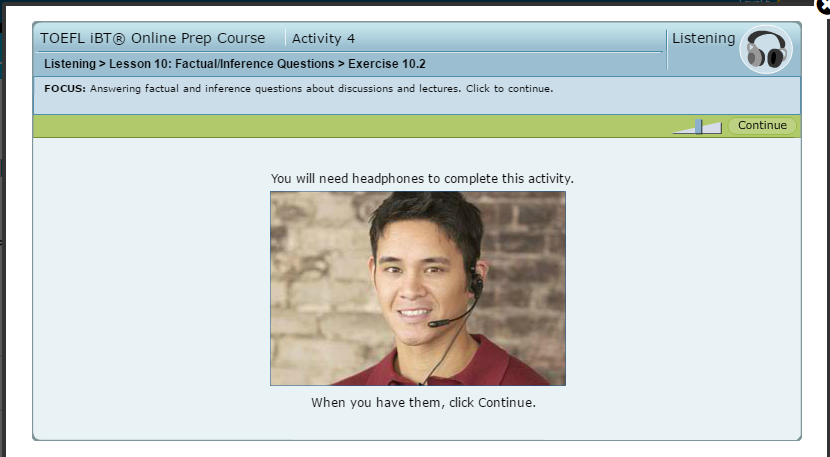 TOEFL iBT® Online Prep Course Activity 4 Listening
Listening > Lesson 10: Factual/Inference Questions > Exercise 10.2
FOCUS: Answering factual and inference questions about discussions and lectures. Click to continue.
Continue
You will need headphones to complete this activity.
When you have them, click Continue.